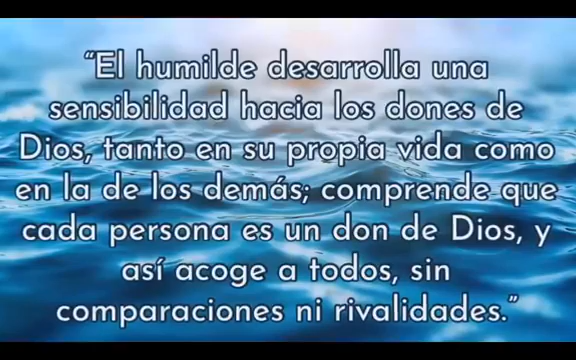 “El humilde desarrolla una
sensibilidad hacia los dones de
Dios, tanto en su propia vida como
en la de los demás; comprende que
cada persona es un don de Dios, y
así acoge a todos, sin
comparaciones ni rivalidades.”